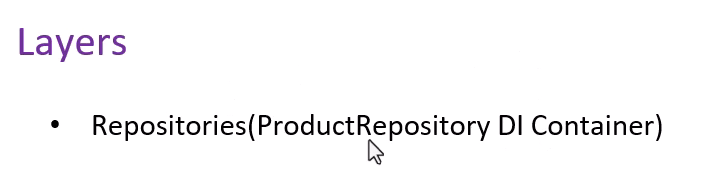 Layers
• Repositories(ProductRepository DI Container)